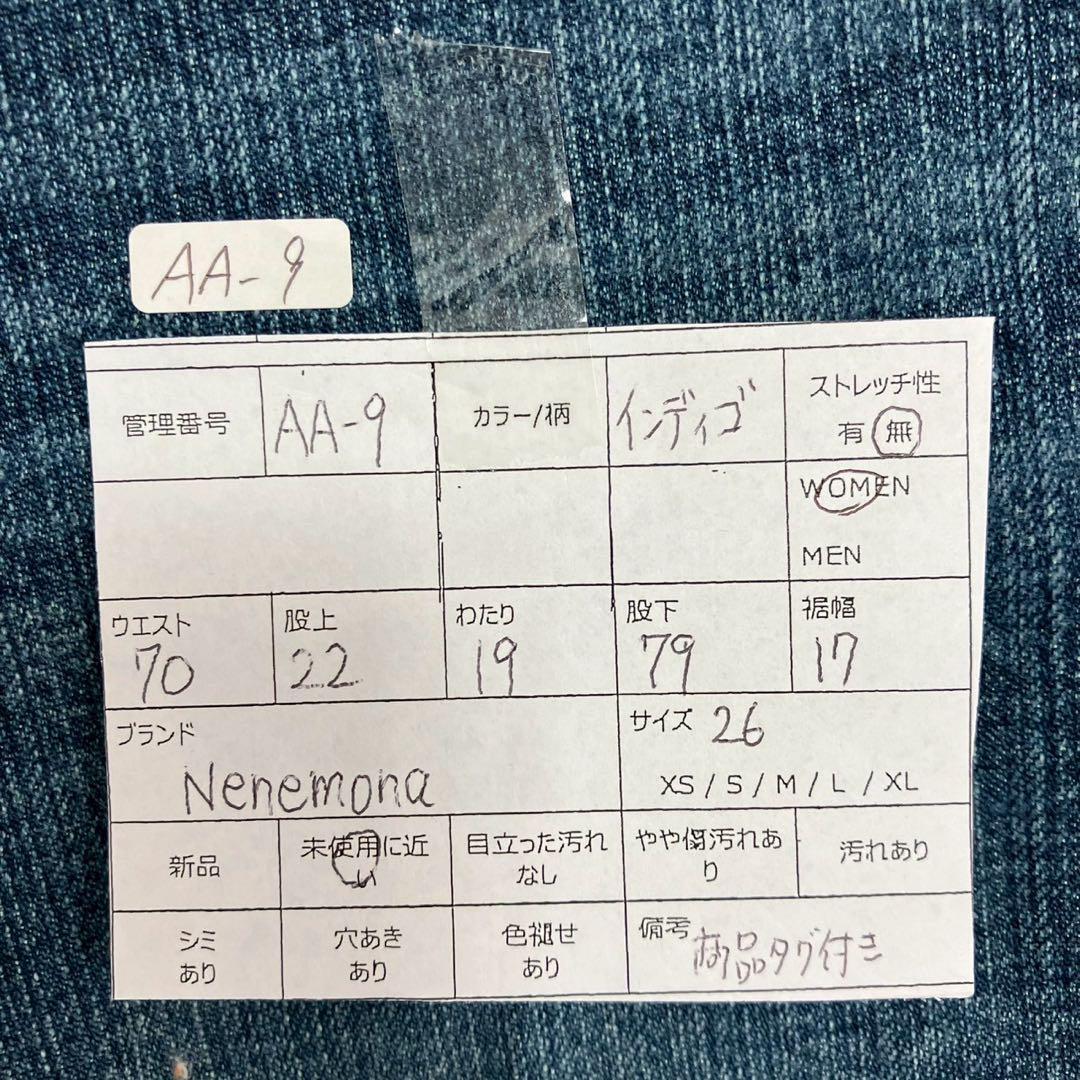 AA-9
管理番号 AA-9 カラー/柄 インディゴ ストレッチ性
有 無
WOMEN
MEN
ウエスト 股上 わたり 股下 裾幅
70 22 19 79 17
ブランド サイズ 26
Nenemona XS / S / M / L / XL
新品 未使用に近 目立った汚れ やや傷汚れあ 汚れあり
い なし り
シミ 穴あき 色褪せ 備考 商品タグ付き
あり あり あり